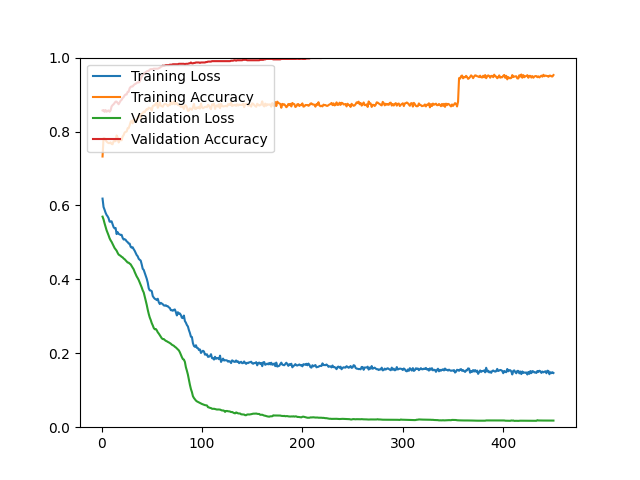 1.0
Training Loss
Training Accuracy
Validation Loss
Validation Accuracy
0.8
0.6
0.4
0.2
0.0
0 100 200 300 400